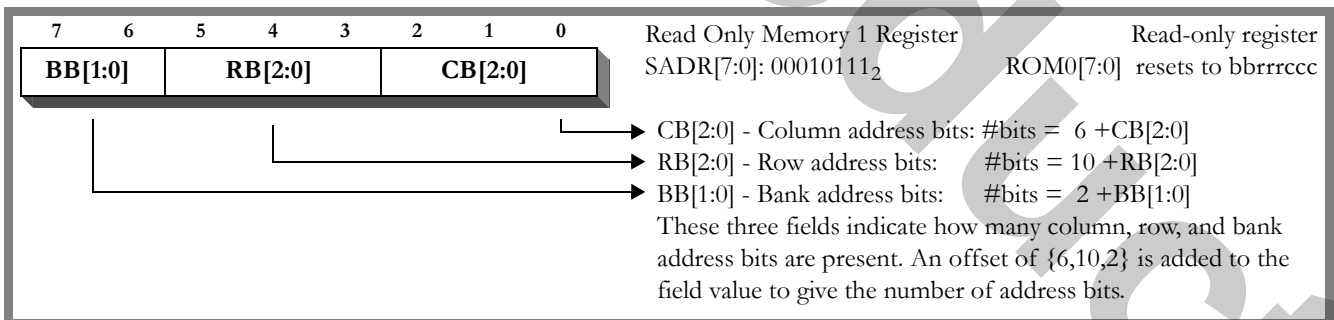 7 6 5 4 3 2 1 0
BB[1:0] RB[2:0] CB[2:0]
Read Only Memory 1 Register Read-only register
SADR[7:0]: 00010111₂ ROM0[7:0] resets to bbrrrccc
CB[2:0] - Column address bits: #bits = 6 +CB[2:0]
RB[2:0] - Row address bits: #bits = 10 +RB[2:0]
BB[1:0] - Bank address bits: #bits = 2 +BB[1:0]
These three fields indicate how many column, row, and bank
address bits are present. An offset of {6,10,2} is added to the
field value to give the number of address bits.